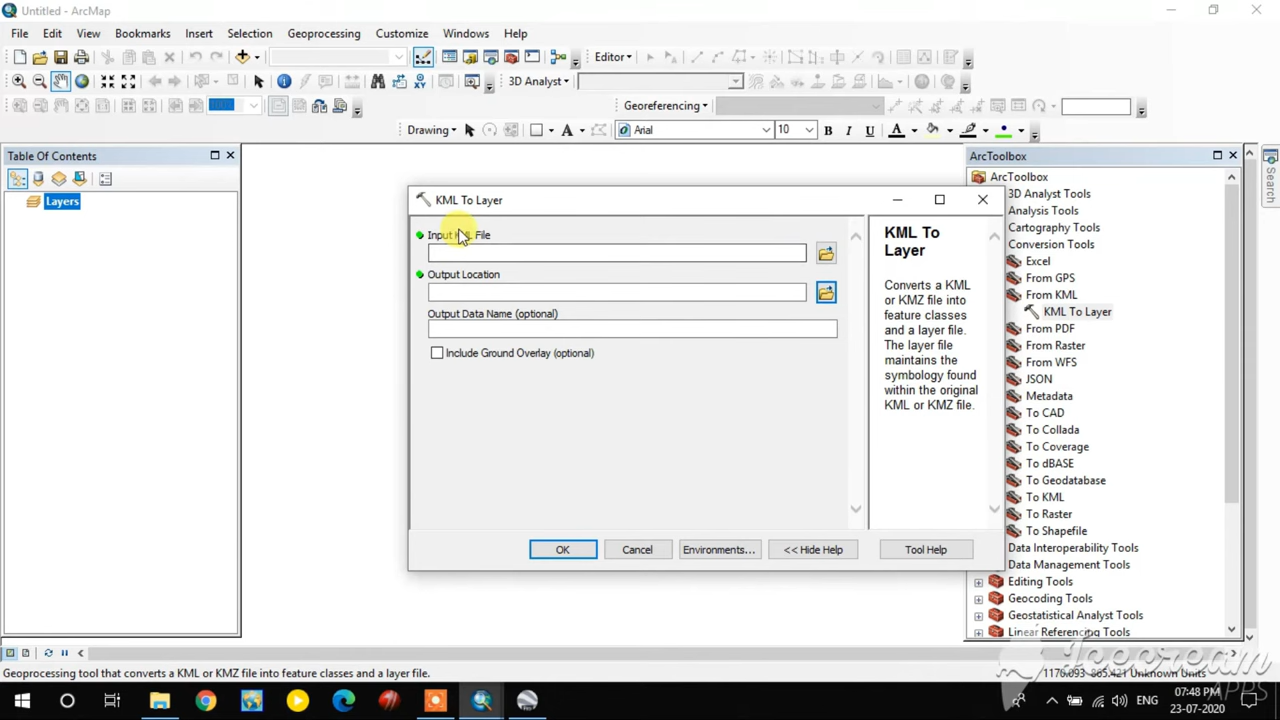 Untitled - ArcMap
File Edit View Bookmarks Insert Selection Geoprocessing Customize Windows Help
Editor
3D Analyst
Georeferencing
Drawing Arial 10 B I U A
Table Of Contents
Layers
KML To Layer
Input KML File
Output Location
Output Data Name (optional)
Include Ground Overlay (optional)
OK Cancel Environments... << Hide Help Tool Help
KML To
Layer
Converts a KML
or KMZ file into
feature classes
and a layer file.
The layer file
maintains the
symbology found
within the original
KML or KMZ file.
ArcToolbox
ArcToolbox
3D Analyst Tools
Analysis Tools
Cartography Tools
Conversion Tools
Excel
From GPS
From KML
KML To Layer
From PDF
From Raster
From WFS
JSON
Metadata
To CAD
To Collada
To Coverage
To dBASE
To Geodatabase
To KML
To Raster
To Shapefile
Data Interoperability Tools
Data Management Tools
Editing Tools
Geocoding Tools
Geostatistical Analyst Tools
Linear Referencing Tools
Search
Geoprocessing tool that converts a KML or KMZ file into feature classes and a layer file.
1176.093 -865.421 Unknown Units
Icecream
APPS
ENG
07:48 PM
23-07-2020